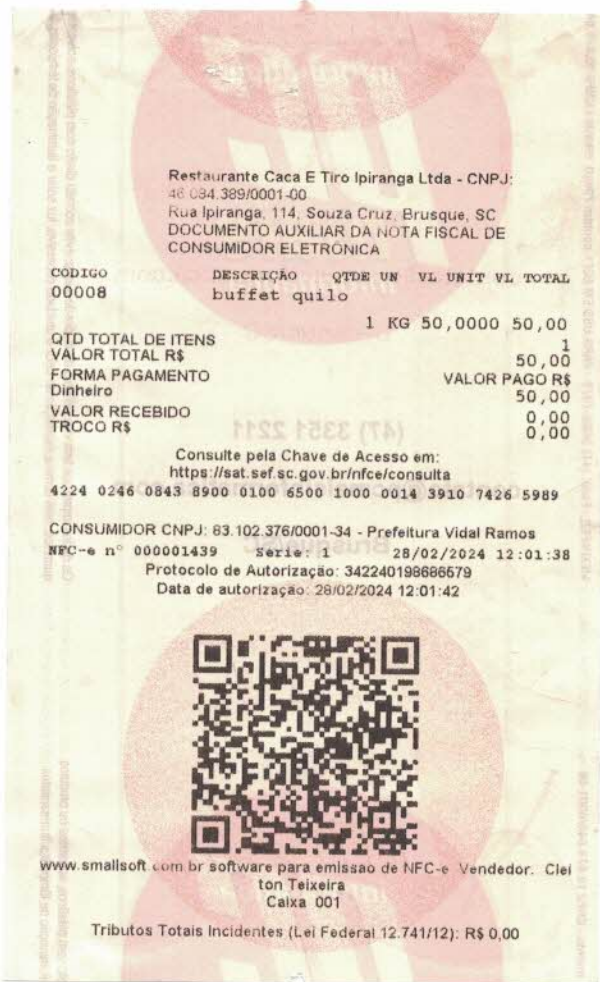 Restaurante Caca E Tiro Ipiranga Ltda - CNPJ:
46.084.389/0001-00
Rua Ipiranga, 114, Souza Cruz, Brusque, SC
DOCUMENTO AUXILIAR DA NOTA FISCAL DE
CONSUMIDOR ELETRÔNICA
CODIGO DESCRIÇÃO QTDE UN VL UNIT VL TOTAL
00008 buffet quilo
1 KG 50,0000 50,00
QTD TOTAL DE ITENS 1
VALOR TOTAL R$ 50,00
FORMA PAGAMENTO VALOR PAGO R$
Dinheiro 50,00
VALOR RECEBIDO 0,00
TROCO R$ 0,00
(47) 3351 2211
Consulte pela Chave de Acesso em:
https://sat.sef.sc.gov.br/nfce/consulta
4224 0246 0843 8900 0100 6500 1000 0014 3910 7426 5989
CONSUMIDOR CNPJ: 83.102.376/0001-34 - Prefeitura Vidal Ramos
NFC-e n° 000001439 Serie: 1 28/02/2024 12:01:38
Protocolo de Autorização: 342240198686579
Data de autorização: 28/02/2024 12:01:42
www.smallsoft.com.br software para emissao de NFC-e Vendedor. Clei
ton Teixeira
Caixa 001
Tributos Totais Incidentes (Lei Federal 12.741/12): R$ 0,00